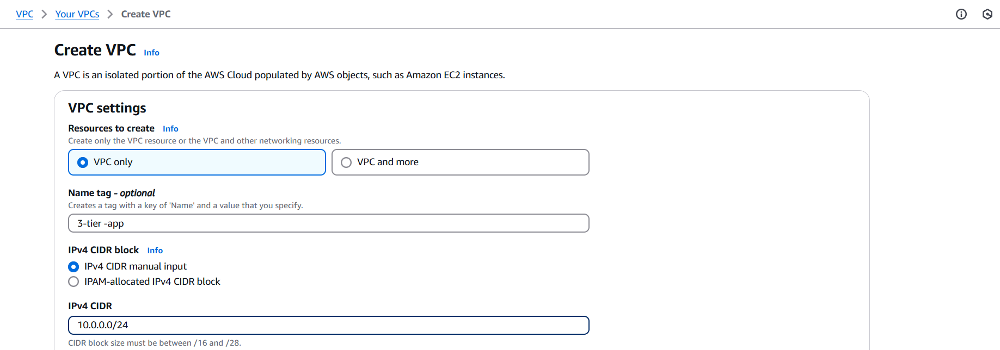 VPC > Your VPCs > Create VPC
Create VPC Info
A VPC is an isolated portion of the AWS Cloud populated by AWS objects, such as Amazon EC2 instances.
VPC settings
Resources to create Info
Create only the VPC resource or the VPC and other networking resources.
VPC only VPC and more
Name tag - optional
Creates a tag with a key of 'Name' and a value that you specify.
3-tier -app
IPv4 CIDR block Info
IPv4 CIDR manual input
IPAM-allocated IPv4 CIDR block
IPv4 CIDR
10.0.0.0/24
CIDR block size must be between /16 and /28.